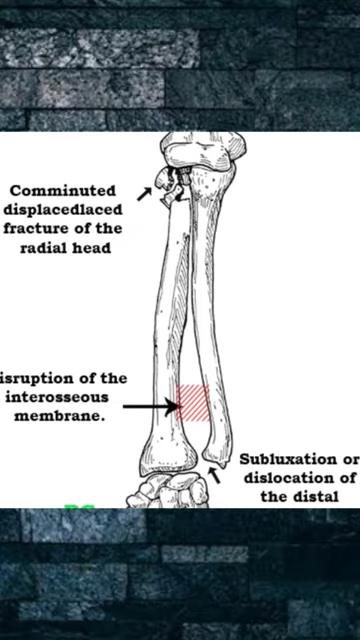 Comminuted
displacedlaced
fracture of the
radial head
isruption of the
interosseous
membrane.
Subluxation or
dislocation of
the distal